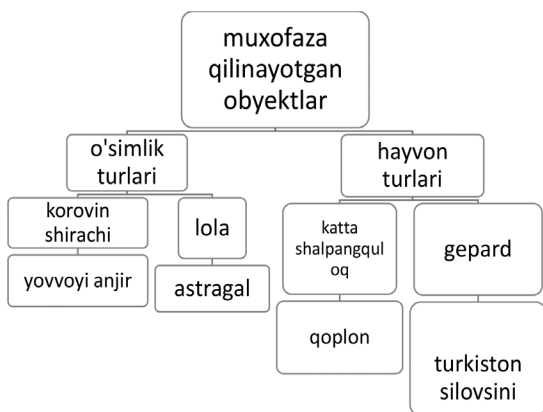 muxofaza
qilinayotgan
obyektlar
o'simlik
turlari
hayvon
turlari
korovin
shirachi
lola
katta
shalpangqul
oq
gepard
yovvoyi anjir
astragal
qoplon
turkiston
silovsini